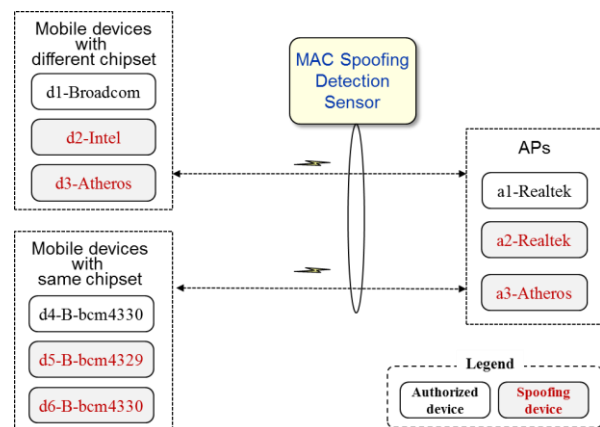 Mobile devices
with
different chipset
d1-Broadcom
d2-Intel
d3-Atheros
MAC Spoofing
Detection
Sensor
APs
a1-Realtek
a2-Realtek
a3-Atheros
Mobile devices
with
same chipset
d4-B-bcm4330
d5-B-bcm4329
d6-B-bcm4330
Legend
Authorized
device
Spoofing
device